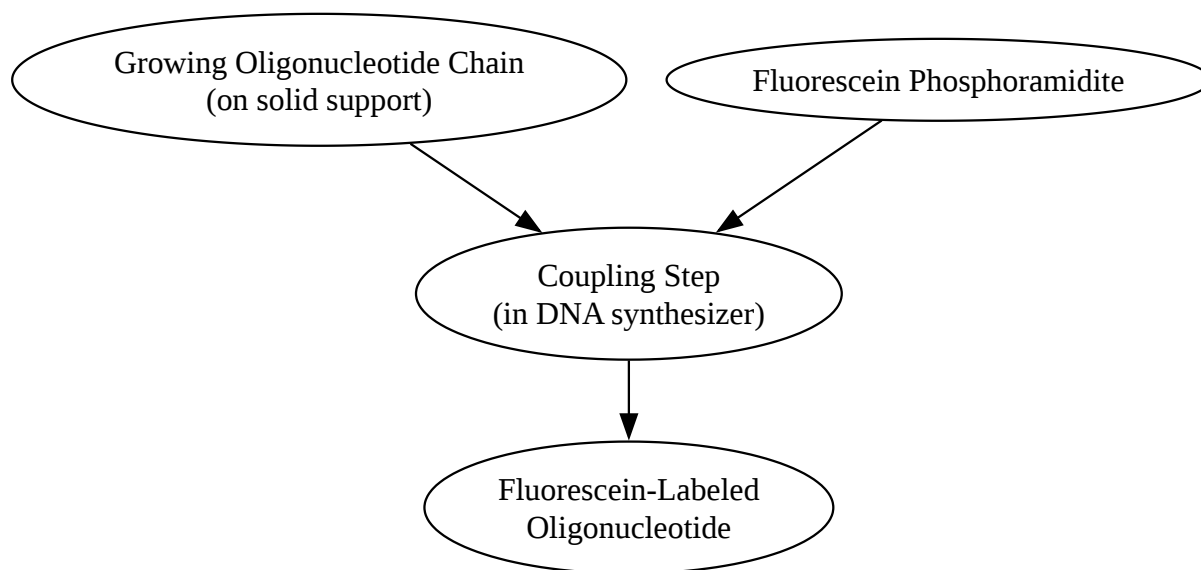 Growing Oligonucleotide Chain
(on solid support)
Fluorescein Phosphoramidite
Coupling Step
(in DNA synthesizer)
Fluorescein-Labeled
Oligonucleotide